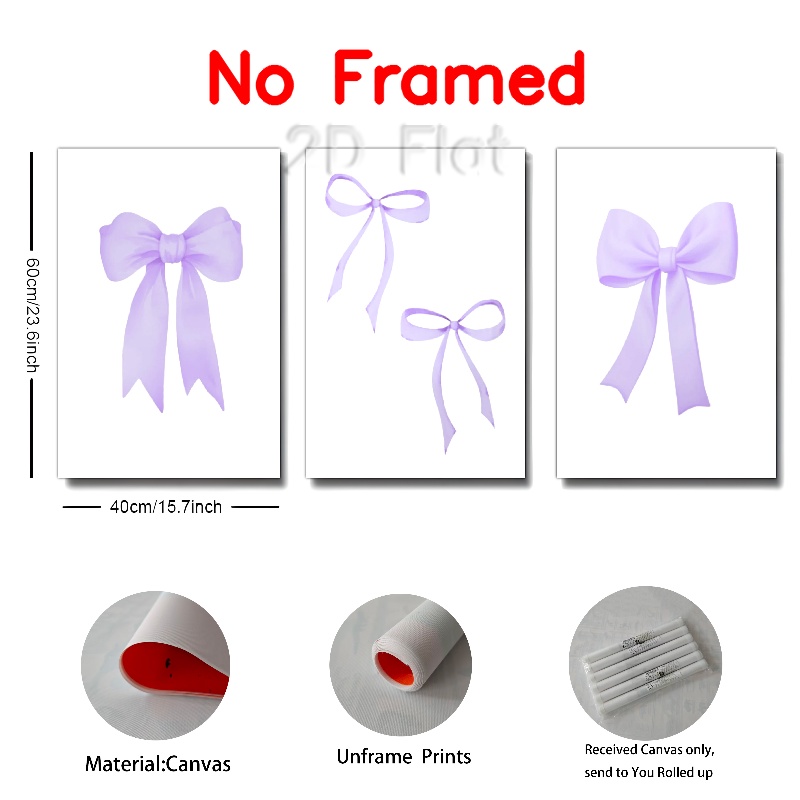 No Framed
2D Flat
60cm/23.6inch
40cm/15.7inch
Material:Canvas
Unframe Prints
Received Canvas only,
send to You Rolled up